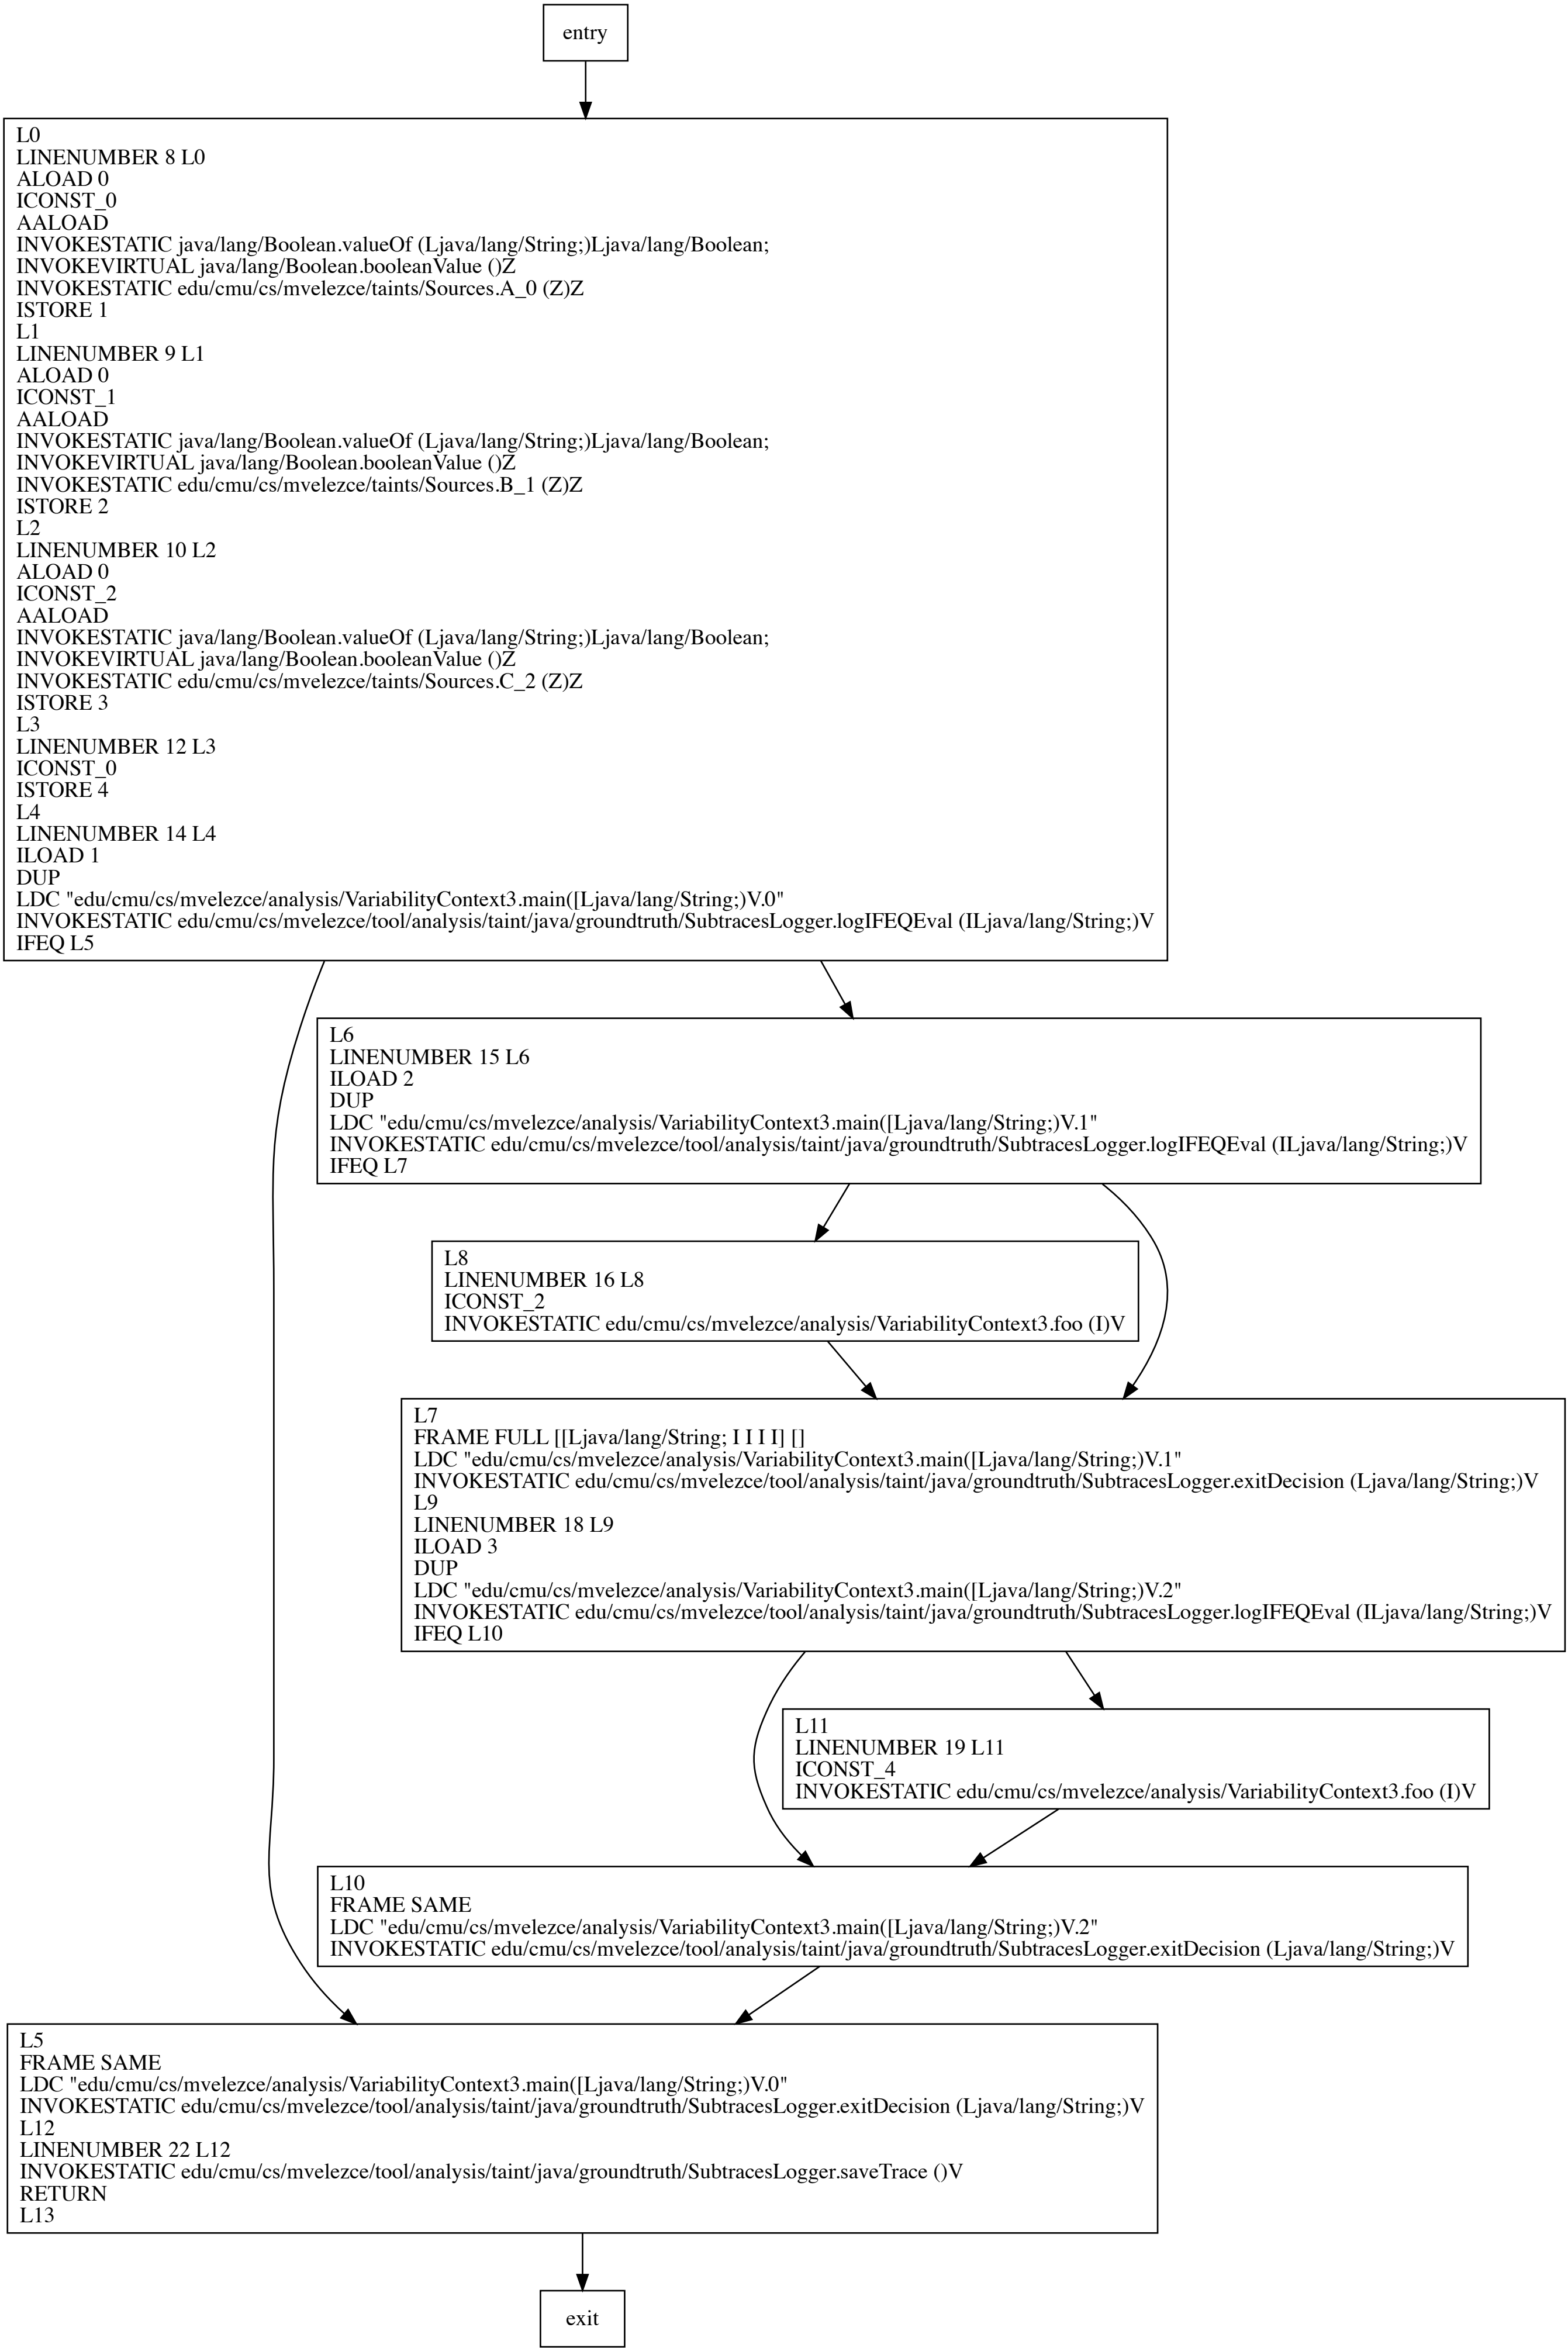 entry
L0
LINENUMBER 8 L0
ALOAD 0
ICONST_0
AALOAD
INVOKESTATIC java/lang/Boolean.valueOf (Ljava/lang/String;)Ljava/lang/Boolean;
INVOKEVIRTUAL java/lang/Boolean.booleanValue ()Z
INVOKESTATIC edu/cmu/cs/mvelezce/taints/Sources.A_0 (Z)Z
ISTORE 1
L1
LINENUMBER 9 L1
ALOAD 0
ICONST_1
AALOAD
INVOKESTATIC java/lang/Boolean.valueOf (Ljava/lang/String;)Ljava/lang/Boolean;
INVOKEVIRTUAL java/lang/Boolean.booleanValue ()Z
INVOKESTATIC edu/cmu/cs/mvelezce/taints/Sources.B_1 (Z)Z
ISTORE 2
L2
LINENUMBER 10 L2
ALOAD 0
ICONST_2
AALOAD
INVOKESTATIC java/lang/Boolean.valueOf (Ljava/lang/String;)Ljava/lang/Boolean;
INVOKEVIRTUAL java/lang/Boolean.booleanValue ()Z
INVOKESTATIC edu/cmu/cs/mvelezce/taints/Sources.C_2 (Z)Z
ISTORE 3
L3
LINENUMBER 12 L3
ICONST_0
ISTORE 4
L4
LINENUMBER 14 L4
ILOAD 1
DUP
LDC "edu/cmu/cs/mvelezce/analysis/VariabilityContext3.main([Ljava/lang/String;)V.0"
INVOKESTATIC edu/cmu/cs/mvelezce/tool/analysis/taint/java/groundtruth/SubtracesLogger.logIFEQEval (ILjava/lang/String;)V
IFEQ L5
L6
LINENUMBER 15 L6
ILOAD 2
DUP
LDC "edu/cmu/cs/mvelezce/analysis/VariabilityContext3.main([Ljava/lang/String;)V.1"
INVOKESTATIC edu/cmu/cs/mvelezce/tool/analysis/taint/java/groundtruth/SubtracesLogger.logIFEQEval (ILjava/lang/String;)V
IFEQ L7
L8
LINENUMBER 16 L8
ICONST_2
INVOKESTATIC edu/cmu/cs/mvelezce/analysis/VariabilityContext3.foo (I)V
L7
FRAME FULL [[Ljava/lang/String; I I I I] []
LDC "edu/cmu/cs/mvelezce/analysis/VariabilityContext3.main([Ljava/lang/String;)V.1"
INVOKESTATIC edu/cmu/cs/mvelezce/tool/analysis/taint/java/groundtruth/SubtracesLogger.exitDecision (Ljava/lang/String;)V
L9
LINENUMBER 18 L9
ILOAD 3
DUP
LDC "edu/cmu/cs/mvelezce/analysis/VariabilityContext3.main([Ljava/lang/String;)V.2"
INVOKESTATIC edu/cmu/cs/mvelezce/tool/analysis/taint/java/groundtruth/SubtracesLogger.logIFEQEval (ILjava/lang/String;)V
IFEQ L10
L11
LINENUMBER 19 L11
ICONST_4
INVOKESTATIC edu/cmu/cs/mvelezce/analysis/VariabilityContext3.foo (I)V
L10
FRAME SAME
LDC "edu/cmu/cs/mvelezce/analysis/VariabilityContext3.main([Ljava/lang/String;)V.2"
INVOKESTATIC edu/cmu/cs/mvelezce/tool/analysis/taint/java/groundtruth/SubtracesLogger.exitDecision (Ljava/lang/String;)V
L5
FRAME SAME
LDC "edu/cmu/cs/mvelezce/analysis/VariabilityContext3.main([Ljava/lang/String;)V.0"
INVOKESTATIC edu/cmu/cs/mvelezce/tool/analysis/taint/java/groundtruth/SubtracesLogger.exitDecision (Ljava/lang/String;)V
L12
LINENUMBER 22 L12
INVOKESTATIC edu/cmu/cs/mvelezce/tool/analysis/taint/java/groundtruth/SubtracesLogger.saveTrace ()V
RETURN
L13
exit